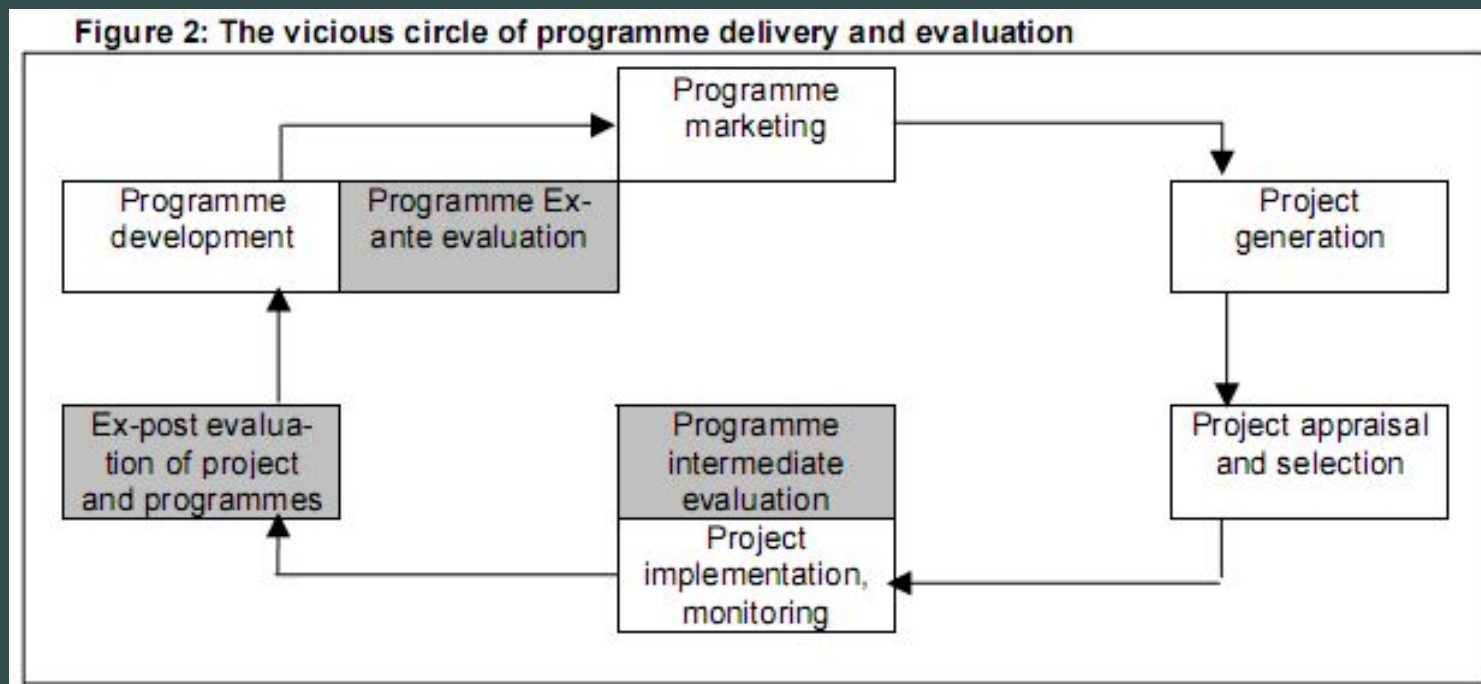 Figure 2: The vicious circle of programme delivery and evaluation
Programme
marketing
Programme
development
Programme Ex-
ante evaluation
Project
generation
Ex-post evalua-
tion of project
and programmes
Programme
intermediate
evaluation
Project appraisal
and selection
Project
implementation,
monitoring